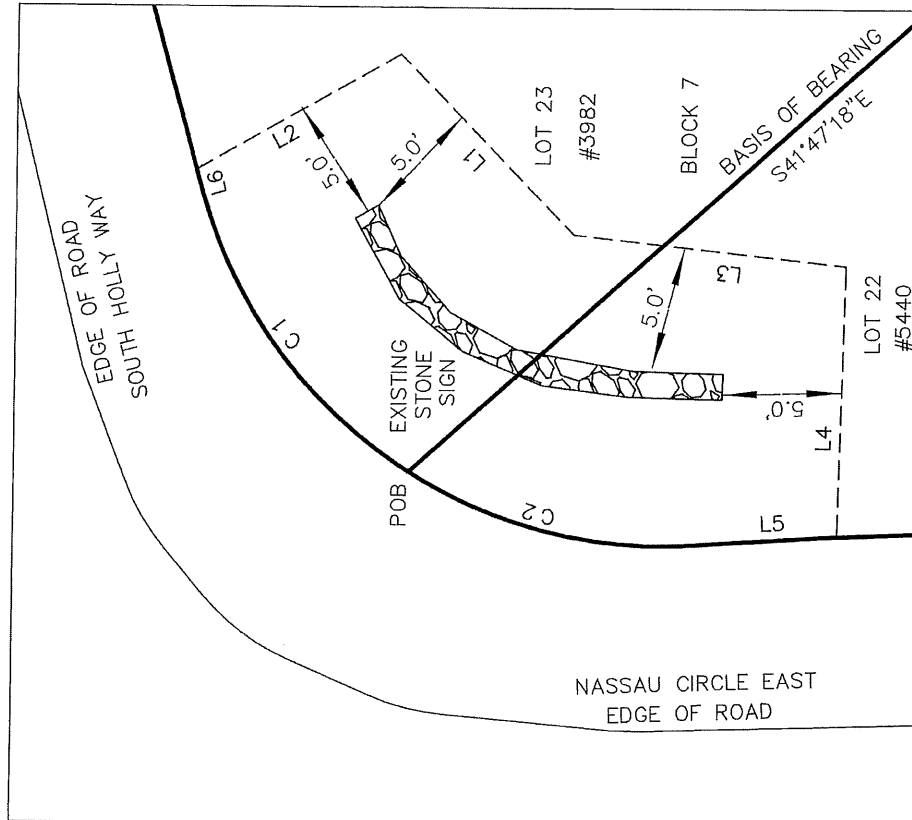 EDGE OF ROAD
SOUTH HOLLY WAY
L6
L2
5.0'
5.0'
L1
LOT 23
#3982
BLOCK 7
BASIS OF BEARING
S41°47'18"E
C1
EXISTING
STONE
SIGN
L3
5.0'
LOT 22
#5440
5.0'
L4
POB
C2
L5
NASSAU CIRCLE EAST
EDGE OF ROAD